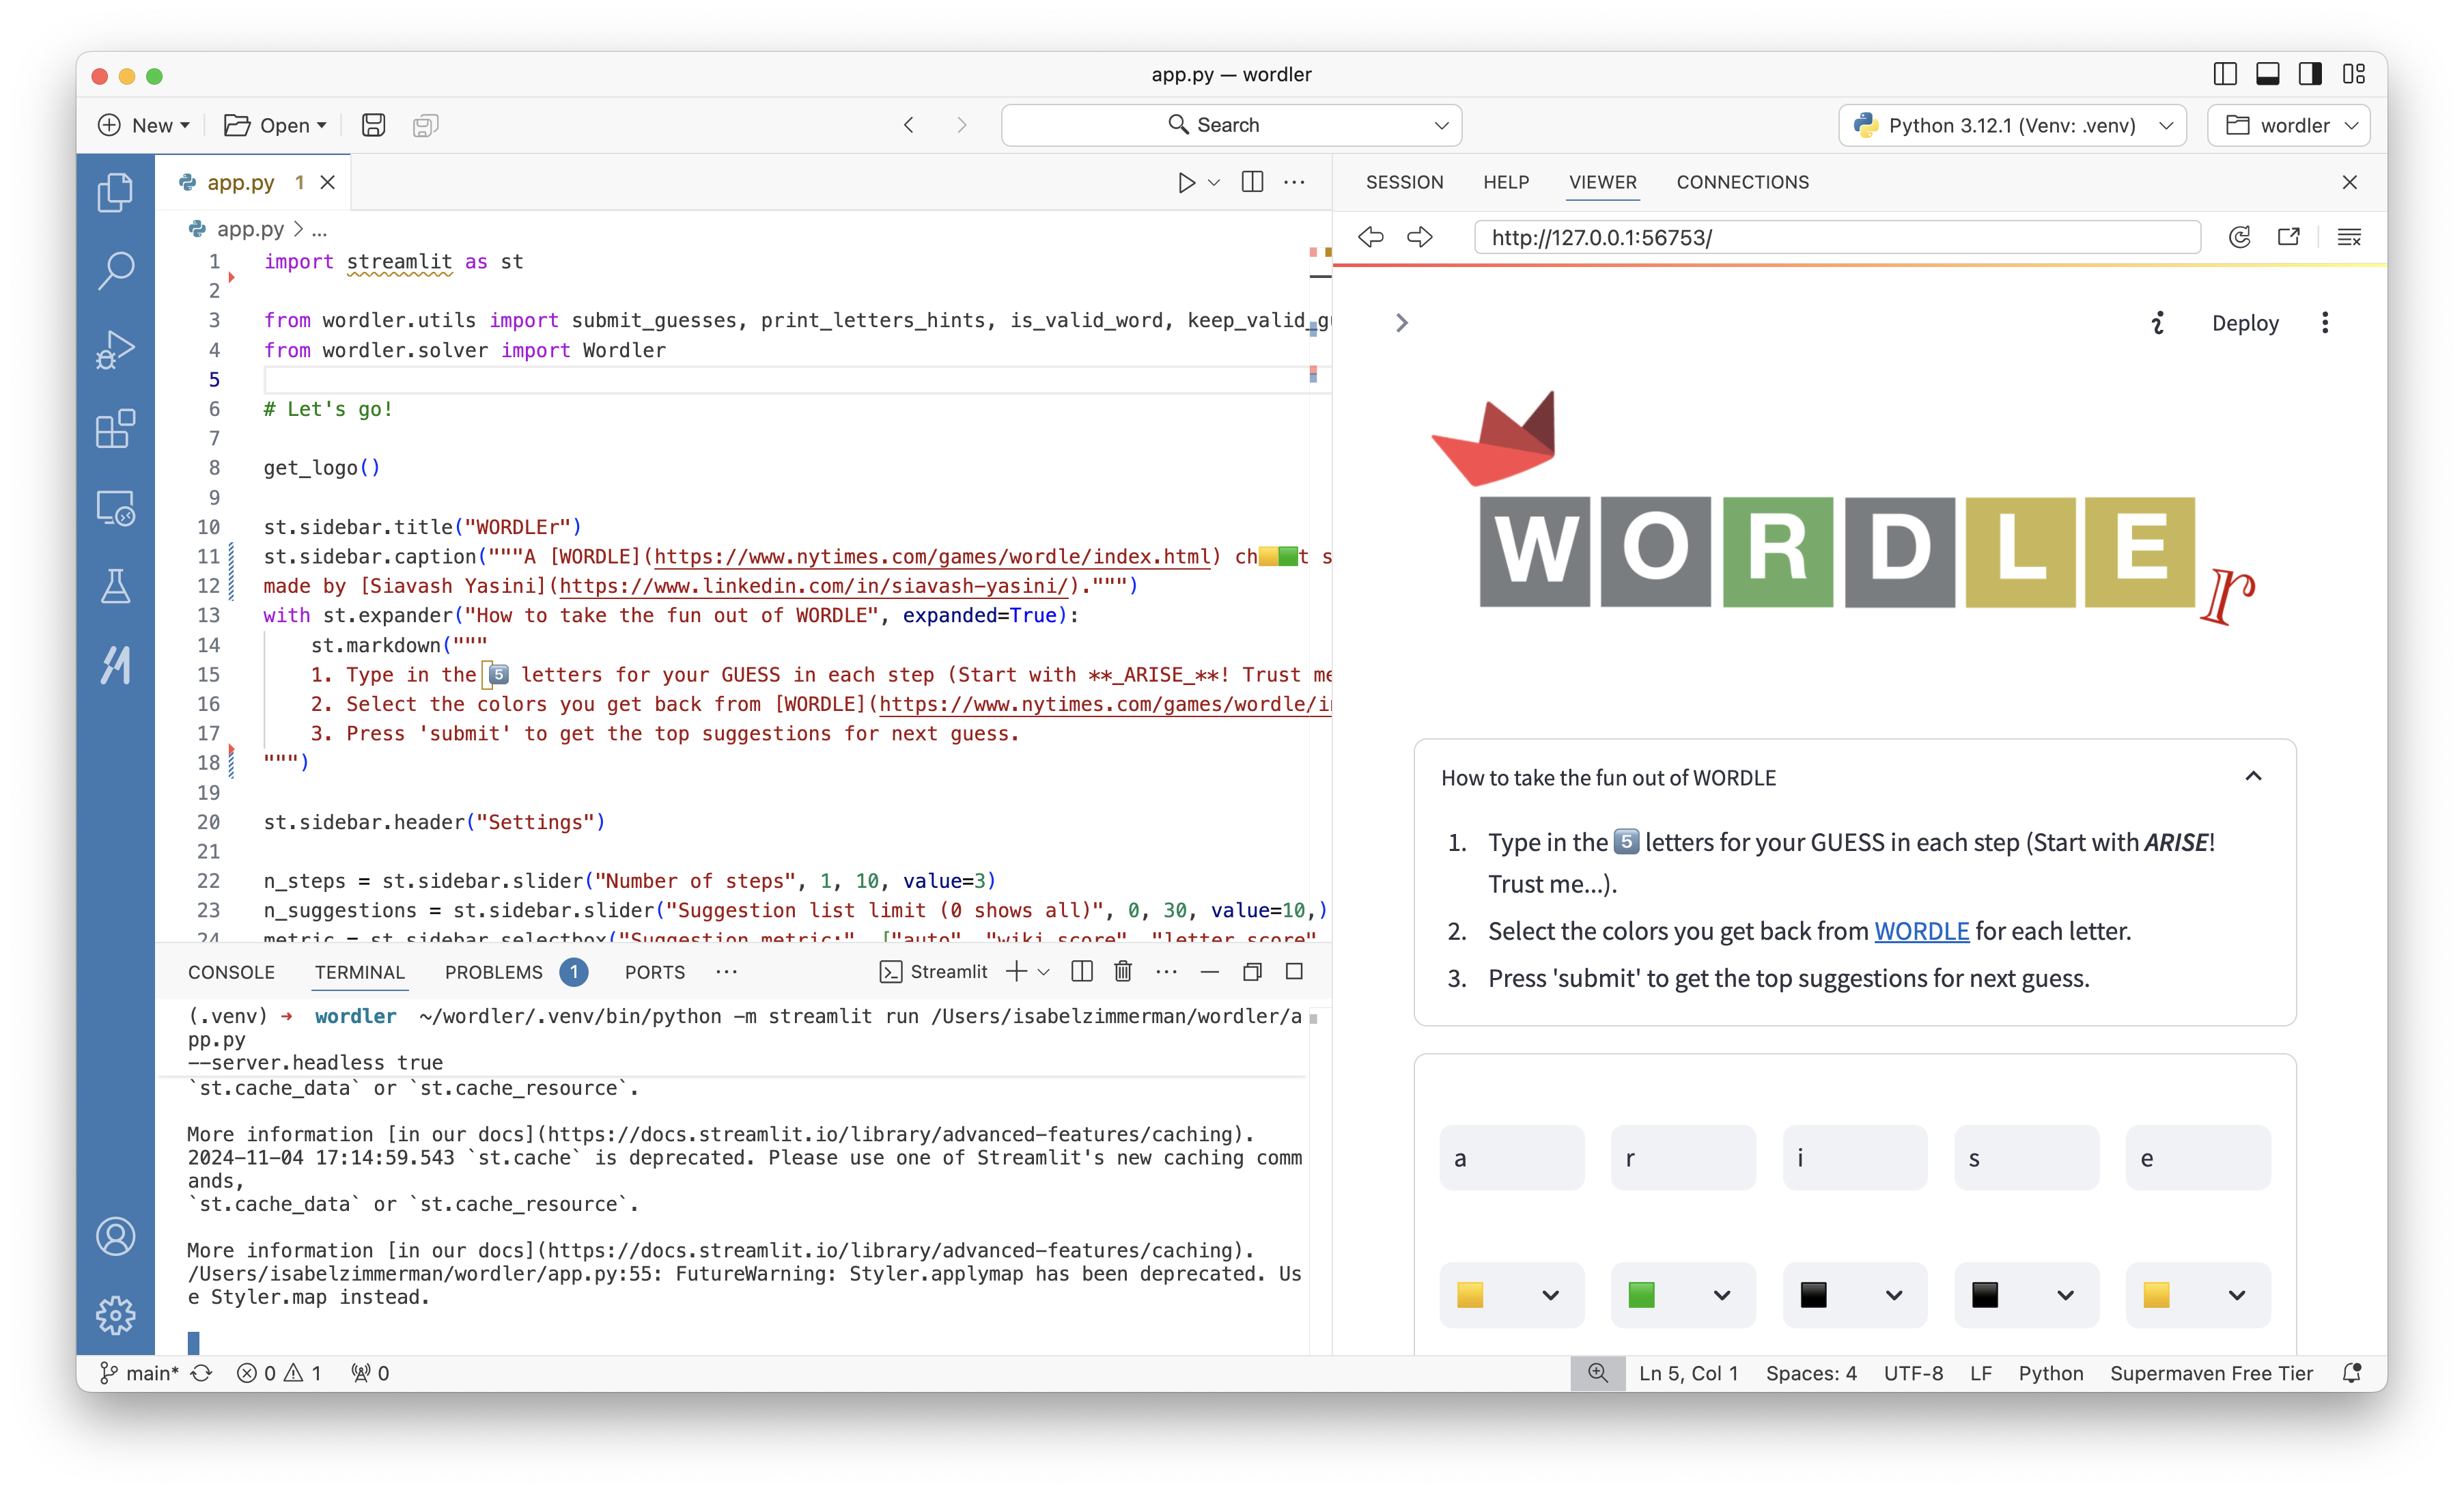 app.py — wordler
New
Open
Search
Python 3.12.1 (Venv: .venv)
wordler
app.py 1
app.py > ...
1 import streamlit as st
2
3 from wordler.utils import submit_guesses, print_letters_hints, is_valid_word, keep_valid_g
4 from wordler.solver import Wordler
5
6 # Let's go!
7
8 get_logo()
9
10 st.sidebar.title("WORDLEr")
11 st.sidebar.caption("""A [WORDLE](https://www.nytimes.com/games/wordle/index.html) ch🟨🟩t s
12 made by [Siavash Yasini](https://www.linkedin.com/in/siavash-yasini/).""")
13 with st.expander("How to take the fun out of WORDLE", expanded=True):
14 st.markdown("""
15 1. Type in the 5️⃣ letters for your GUESS in each step (Start with **_ARISE_**! Trust me
16 2. Select the colors you get back from [WORDLE](https://www.nytimes.com/games/wordle/i
17 3. Press 'submit' to get the top suggestions for next guess.
18 """)
19
20 st.sidebar.header("Settings")
21
22 n_steps = st.sidebar.slider("Number of steps", 1, 10, value=3)
23 n_suggestions = st.sidebar.slider("Suggestion list limit (0 shows all)", 0, 30, value=10,)
24 metric = st.sidebar.selectbox("Suggestion metric:", ["auto", "wiki_score", "letter_score"
CONSOLE TERMINAL PROBLEMS 1 PORTS ...
Streamlit
(.venv) ➜ wordler ~/wordler/.venv/bin/python -m streamlit run /Users/isabelzimmerman/wordler/a
pp.py
--server.headless true
`st.cache_data` or `st.cache_resource`.
More information [in our docs](https://docs.streamlit.io/library/advanced-features/caching).
2024-11-04 17:14:59.543 `st.cache` is deprecated. Please use one of Streamlit's new caching comm
ands,
`st.cache_data` or `st.cache_resource`.
More information [in our docs](https://docs.streamlit.io/library/advanced-features/caching).
/Users/isabelzimmerman/wordler/app.py:55: FutureWarning: Styler.applymap has been deprecated. Us
e Styler.map instead.
SESSION HELP VIEWER CONNECTIONS
http://127.0.0.1:56753/
i Deploy
WORDLEr
How to take the fun out of WORDLE
1. Type in the 5️⃣ letters for your GUESS in each step (Start with ARISE!
Trust me...).
2. Select the colors you get back from WORDLE for each letter.
3. Press 'submit' to get the top suggestions for next guess.
a r i s e
main* 0 1 0
Ln 5, Col 1 Spaces: 4 UTF-8 LF Python Supermaven Free Tier